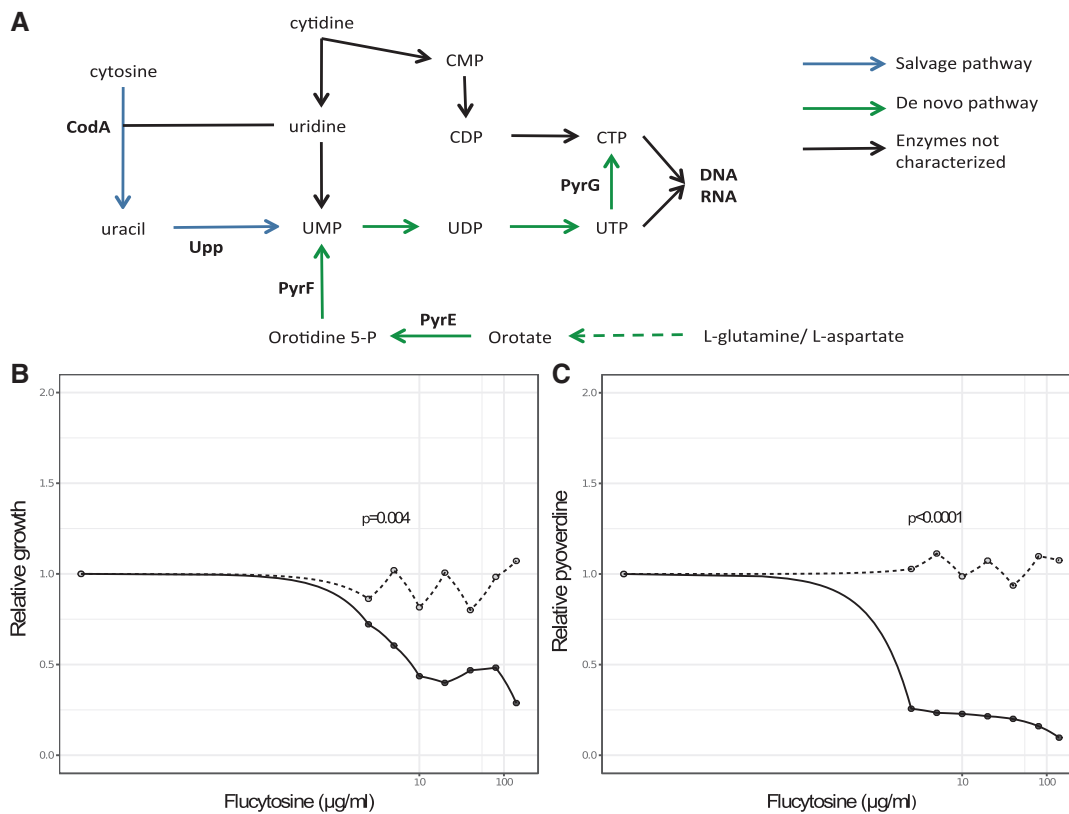 A
cytidine
CMP
cytosine
CodA
uridine
CDP
CTP
PyrG
DNA
RNA
uracil
Upp
UMP
UDP
UTP
PyrF
PyrE
Orotidine 5-P
Orotate
L-glutamine/ L-aspartate
Salvage pathway
De novo pathway
Enzymes not
characterized
B
2.0
1.5
1.0
0.5
0.0
Relative growth
p=0.004
10
100
Flucytosine (µg/ml)
C
2.0
1.5
1.0
0.5
0.0
Relative pyoverdine
p<0.0001
10
100
Flucytosine (µg/ml)